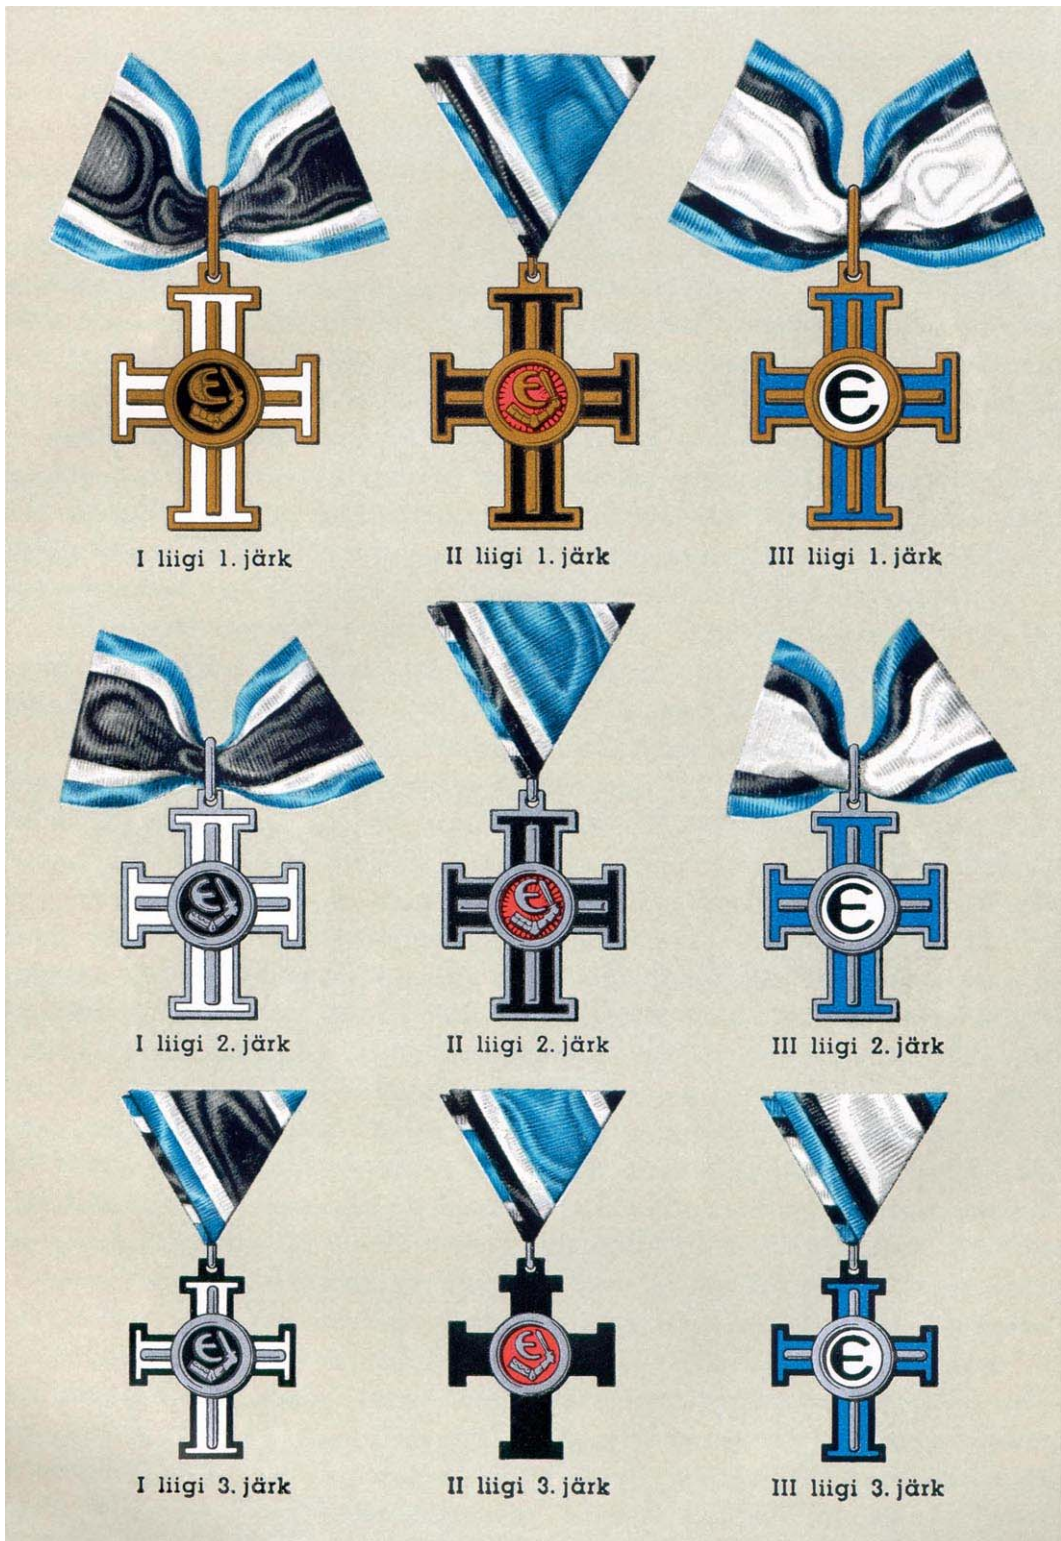 I liigi 1. järk
II liigi 1. järk
III liigi 1. järk
I liigi 2. järk
II liigi 2. järk
III liigi 2. järk
I liigi 3. järk
II liigi 3. järk
III liigi 3. järk